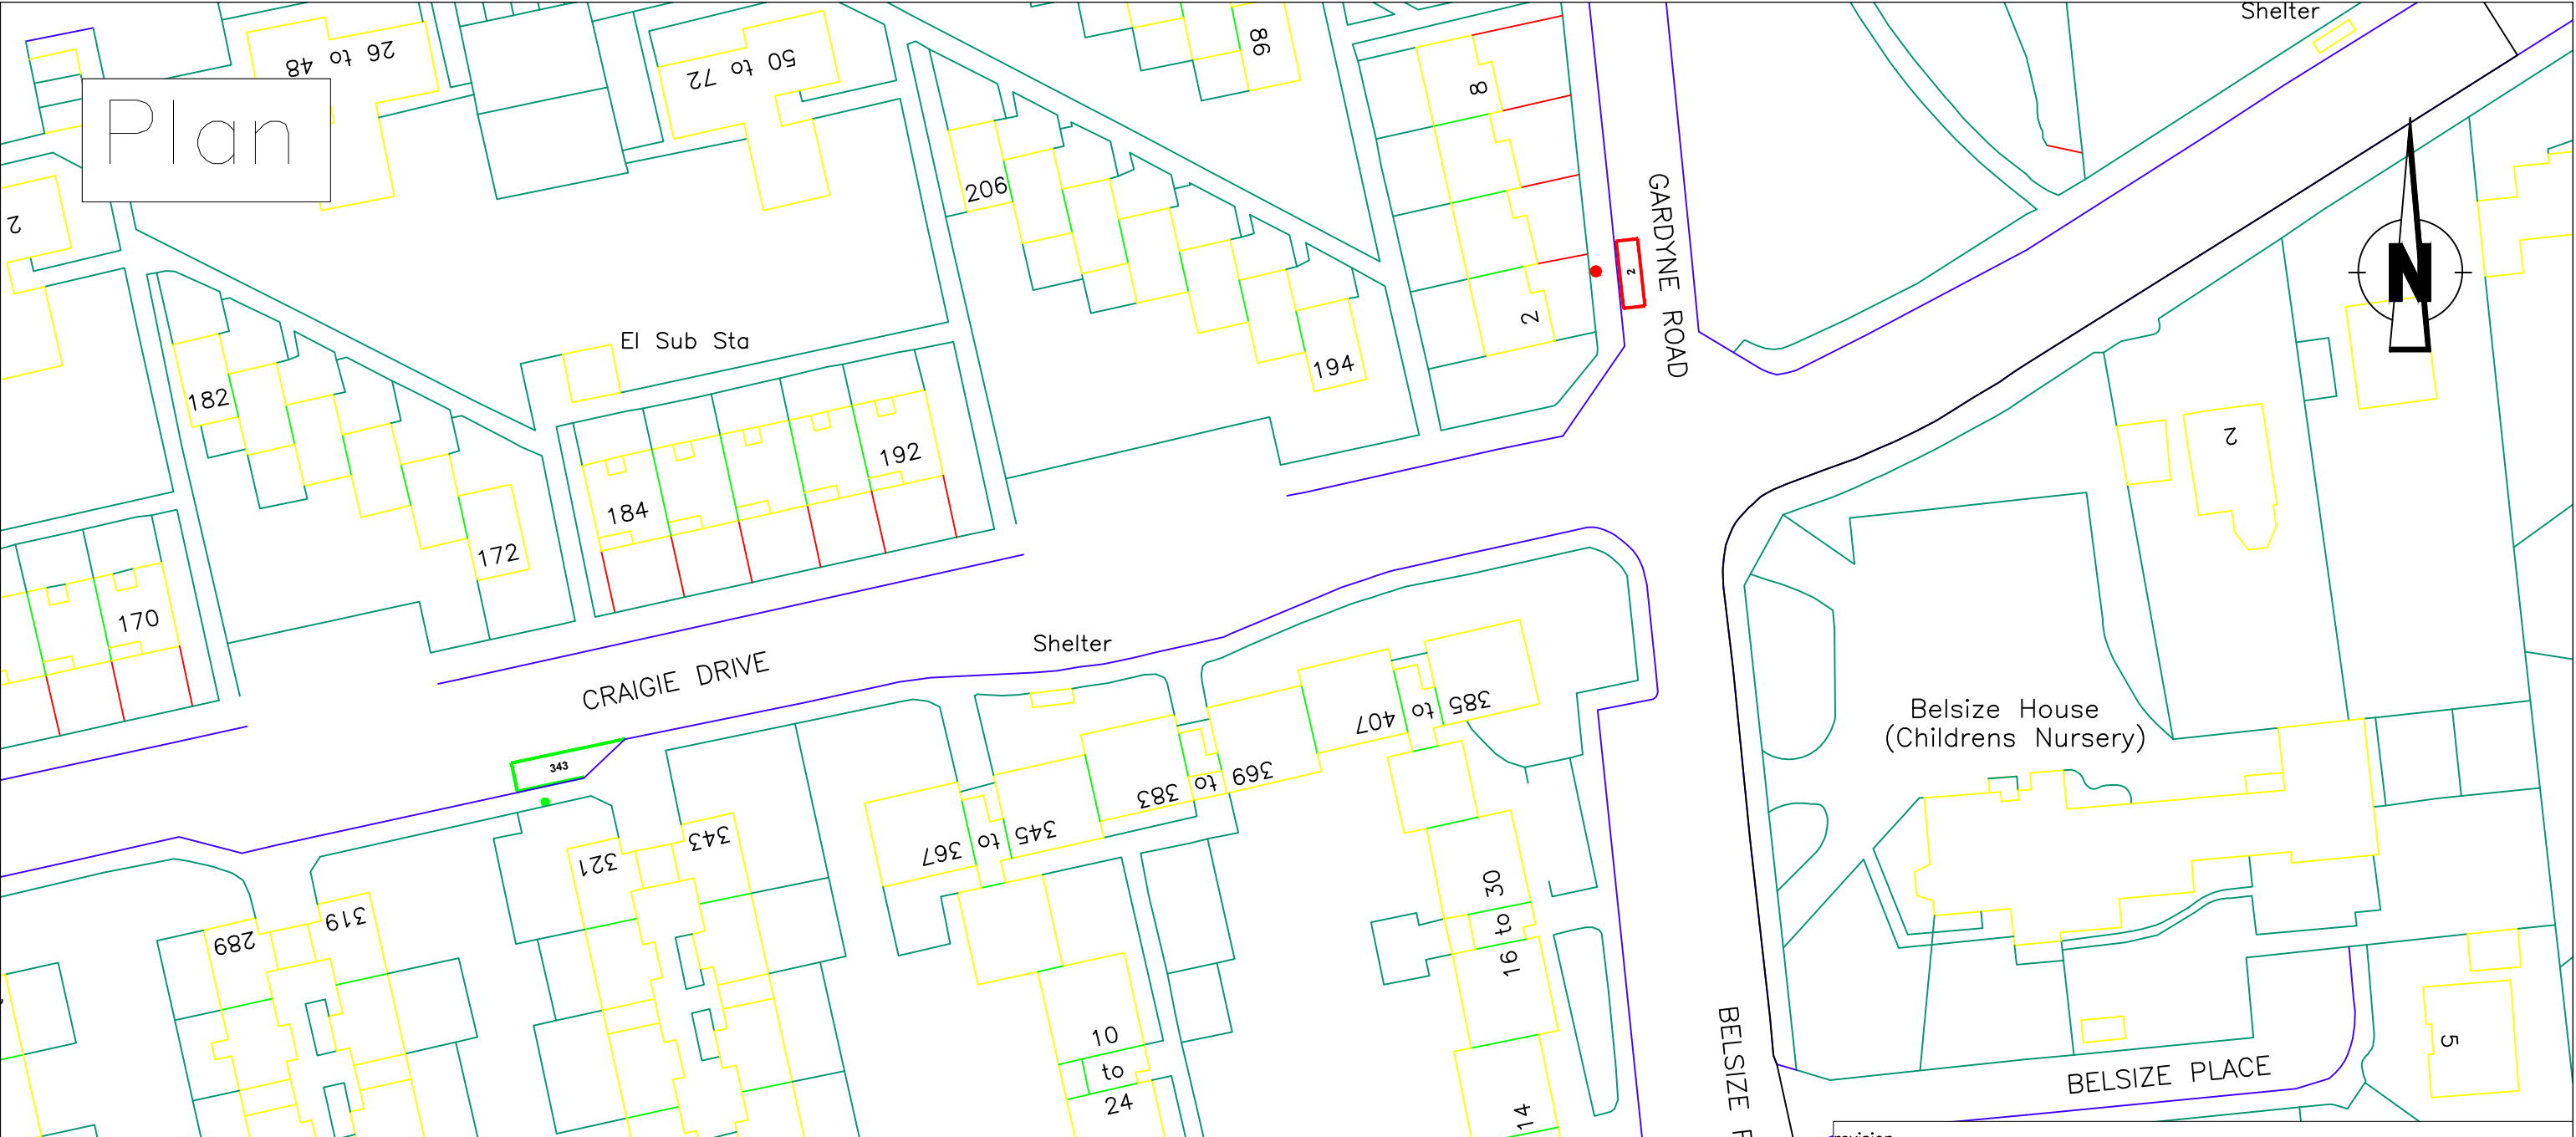 Shelter
26 to 48
50 to 72
86
8
Plan
2
206
GARDYNE ROAD
2
N
2
El Sub Sta
194
182
192
184
172
2
170
Shelter
CRAIGIE DRIVE
385 to 407
Belsize House
(Childrens Nursery)
343
369 to 383
345 to 367
343
321
30
to
16
319
289
10
to
24
14
BELSIZE
BELSIZE PLACE
5